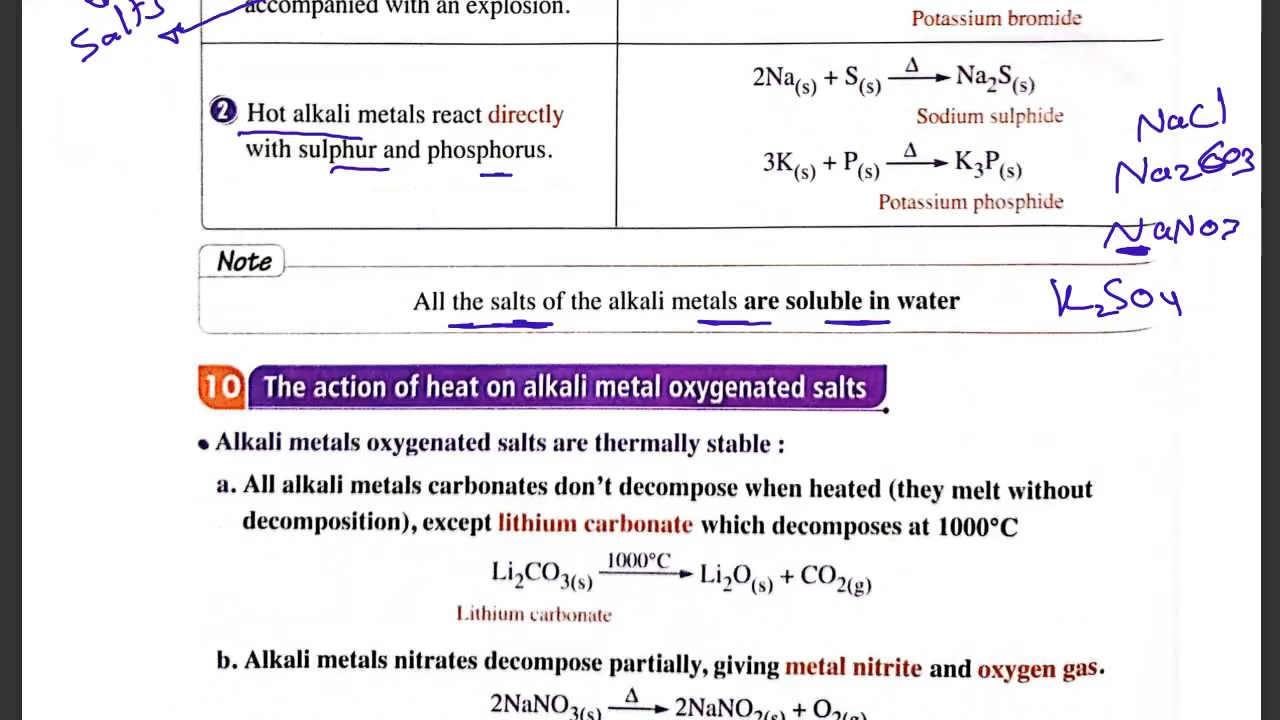 accompanied with an explosion.
Salts
Potassium bromide
❷ Hot alkali metals react directly
with sulphur and phosphorus.
2Na(s) + S(s) —Δ→ Na₂S(s)
Sodium sulphide
3K(s) + P(s) —Δ→ K₃P(s)
Potassium phosphide
NaCl
Na2CO3
NaNO3
K2SO4
Note
All the salts of the alkali metals are soluble in water
10 The action of heat on alkali metal oxygenated salts
• Alkali metals oxygenated salts are thermally stable :
a. All alkali metals carbonates don't decompose when heated (they melt without
decomposition), except lithium carbonate which decomposes at 1000°C
Li₂CO₃(s) —1000°C→ Li₂O(s) + CO₂(g)
Lithium carbonate
b. Alkali metals nitrates decompose partially, giving metal nitrite and oxygen gas.
2NaNO₃(s) —Δ→ 2NaNO₂(s) + O₂(g)